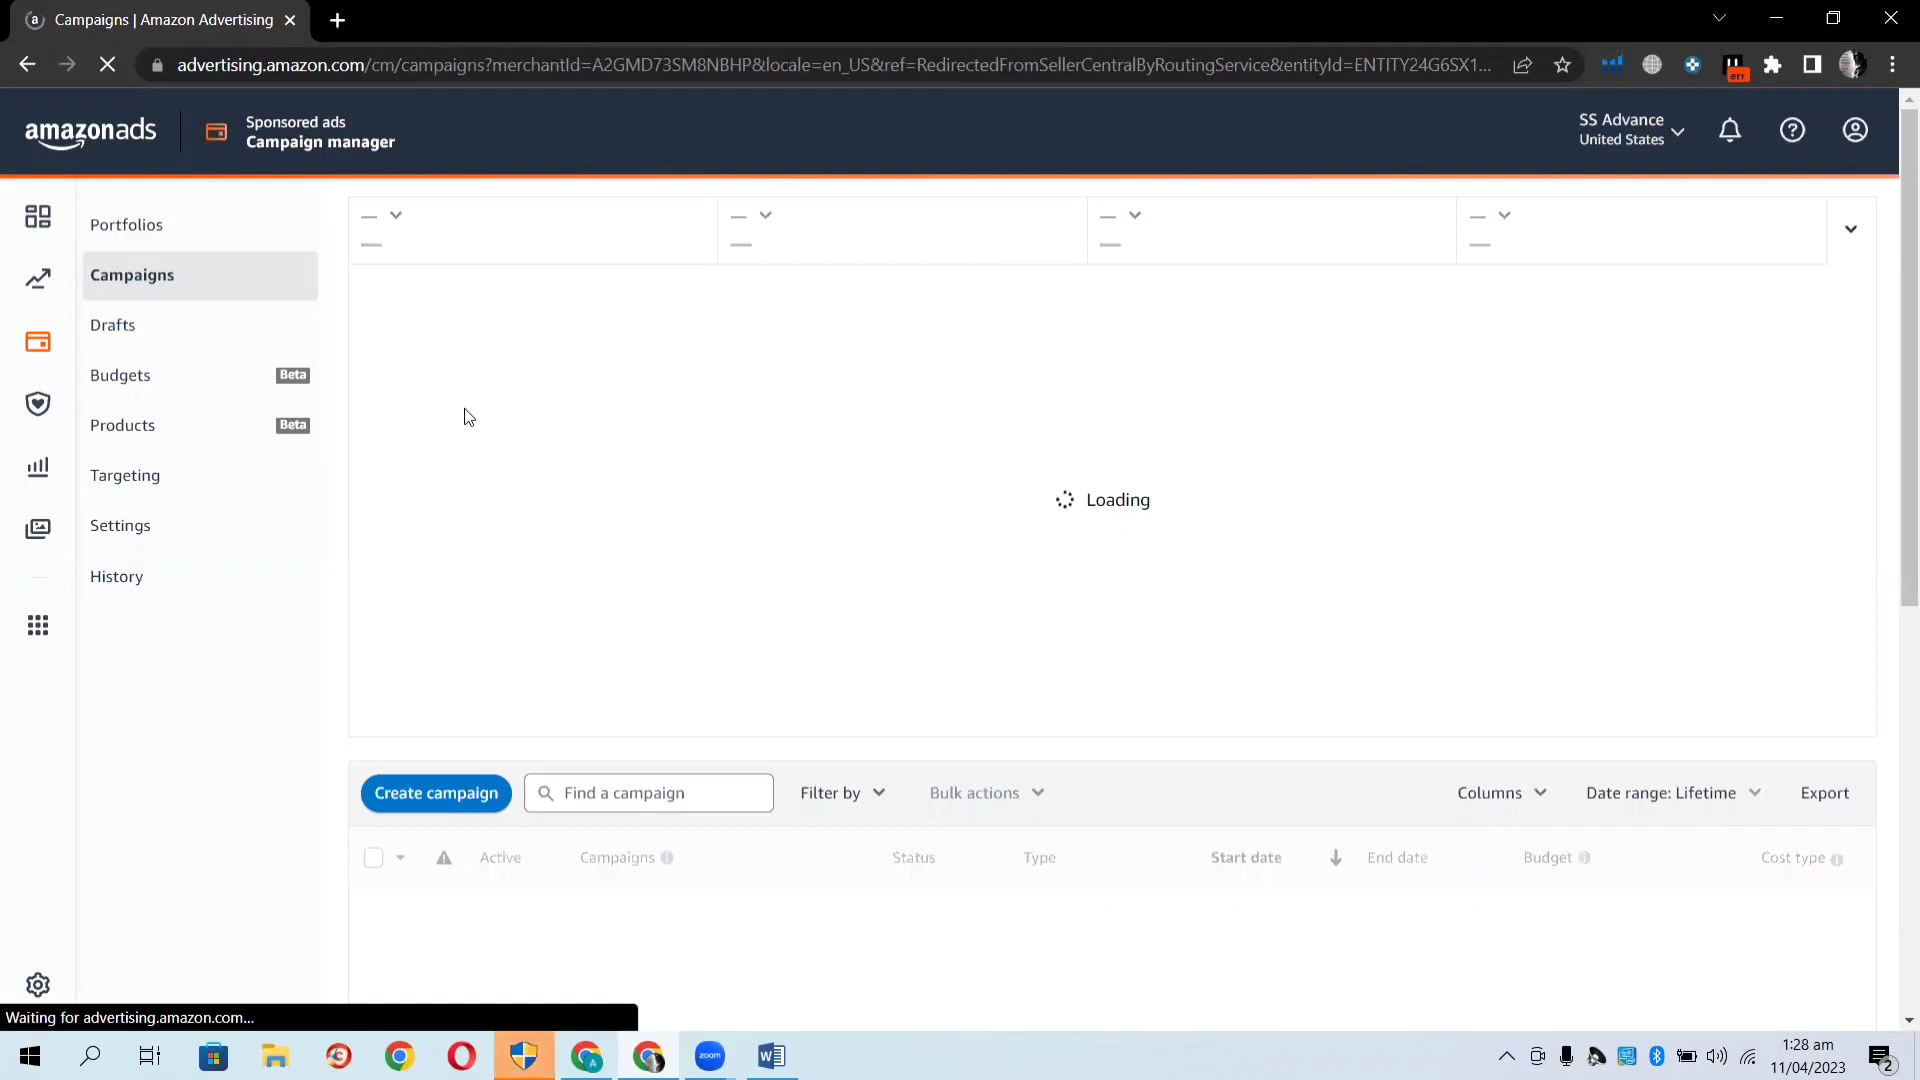 Campaigns | Amazon Advertising
advertising.amazon.com/cm/campaigns?merchantId=A2GMD73SM8NBHP&locale=en_US&ref=RedirectedFromSellerCentralByRoutingService&entityId=ENTITY24G6SX1...
err
amazonads
Sponsored ads
Campaign manager
SS Advance
United States
Portfolios
Campaigns
Drafts
Budgets Beta
Products Beta
Targeting
Settings
History
Loading
Create campaign Find a campaign Filter by Bulk actions Columns Date range: Lifetime Export
Active Campaigns Status Type Start date End date Budget Cost type
Waiting for advertising.amazon.com...
zoom
1:28 am
11/04/2023
2